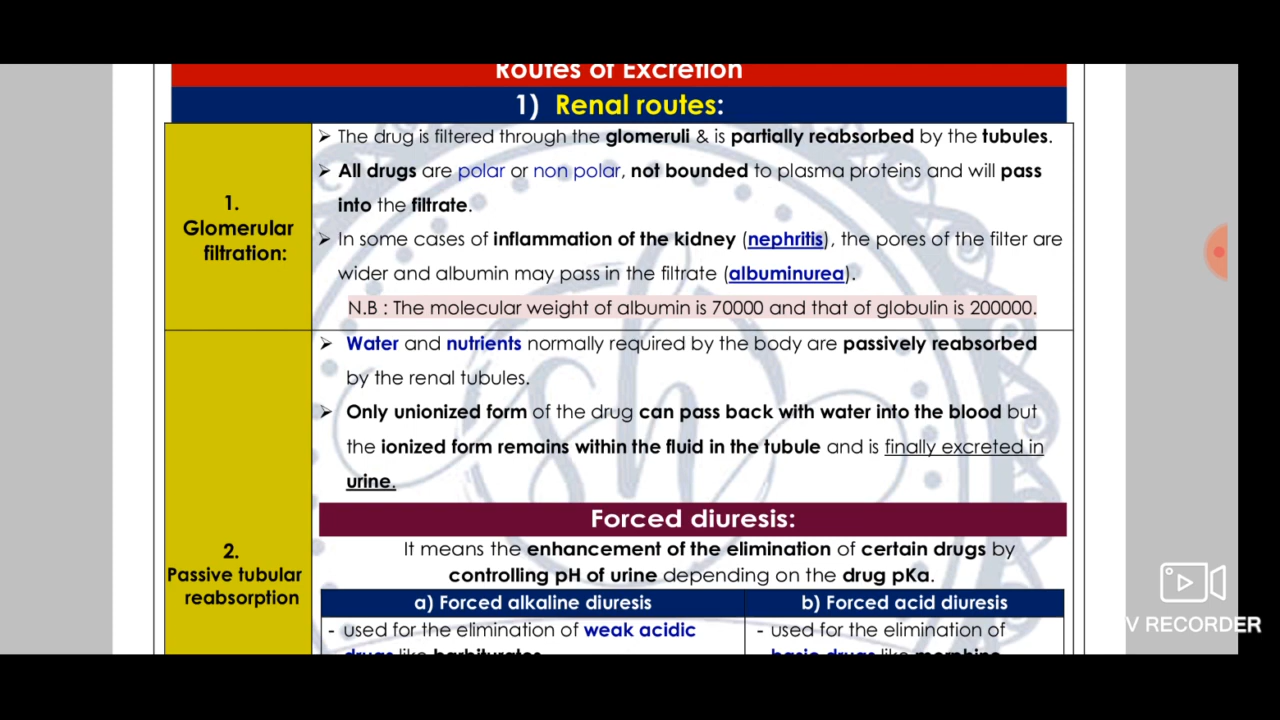 Routes of Excretion
1) Renal routes:
➢ The drug is filtered through the glomeruli & is partially reabsorbed by the tubules.
➢ All drugs are polar or non polar, not bounded to plasma proteins and will pass
into the filtrate.
1.
Glomerular
filtration:
➢ In some cases of inflammation of the kidney (nephritis), the pores of the filter are
wider and albumin may pass in the filtrate (albuminurea).
N.B : The molecular weight of albumin is 70000 and that of globulin is 200000.
➢ Water and nutrients normally required by the body are passively reabsorbed
by the renal tubules.
➢ Only unionized form of the drug can pass back with water into the blood but
the ionized form remains within the fluid in the tubule and is finally excreted in
urine.
2.
Passive tubular
reabsorption
Forced diuresis:
It means the enhancement of the elimination of certain drugs by
controlling pH of urine depending on the drug pKa.
a) Forced alkaline diuresis
b) Forced acid diuresis
- used for the elimination of weak acidic
drugs like barbiturates
- used for the elimination of
basic drugs like morphine
sh
V RECORDER